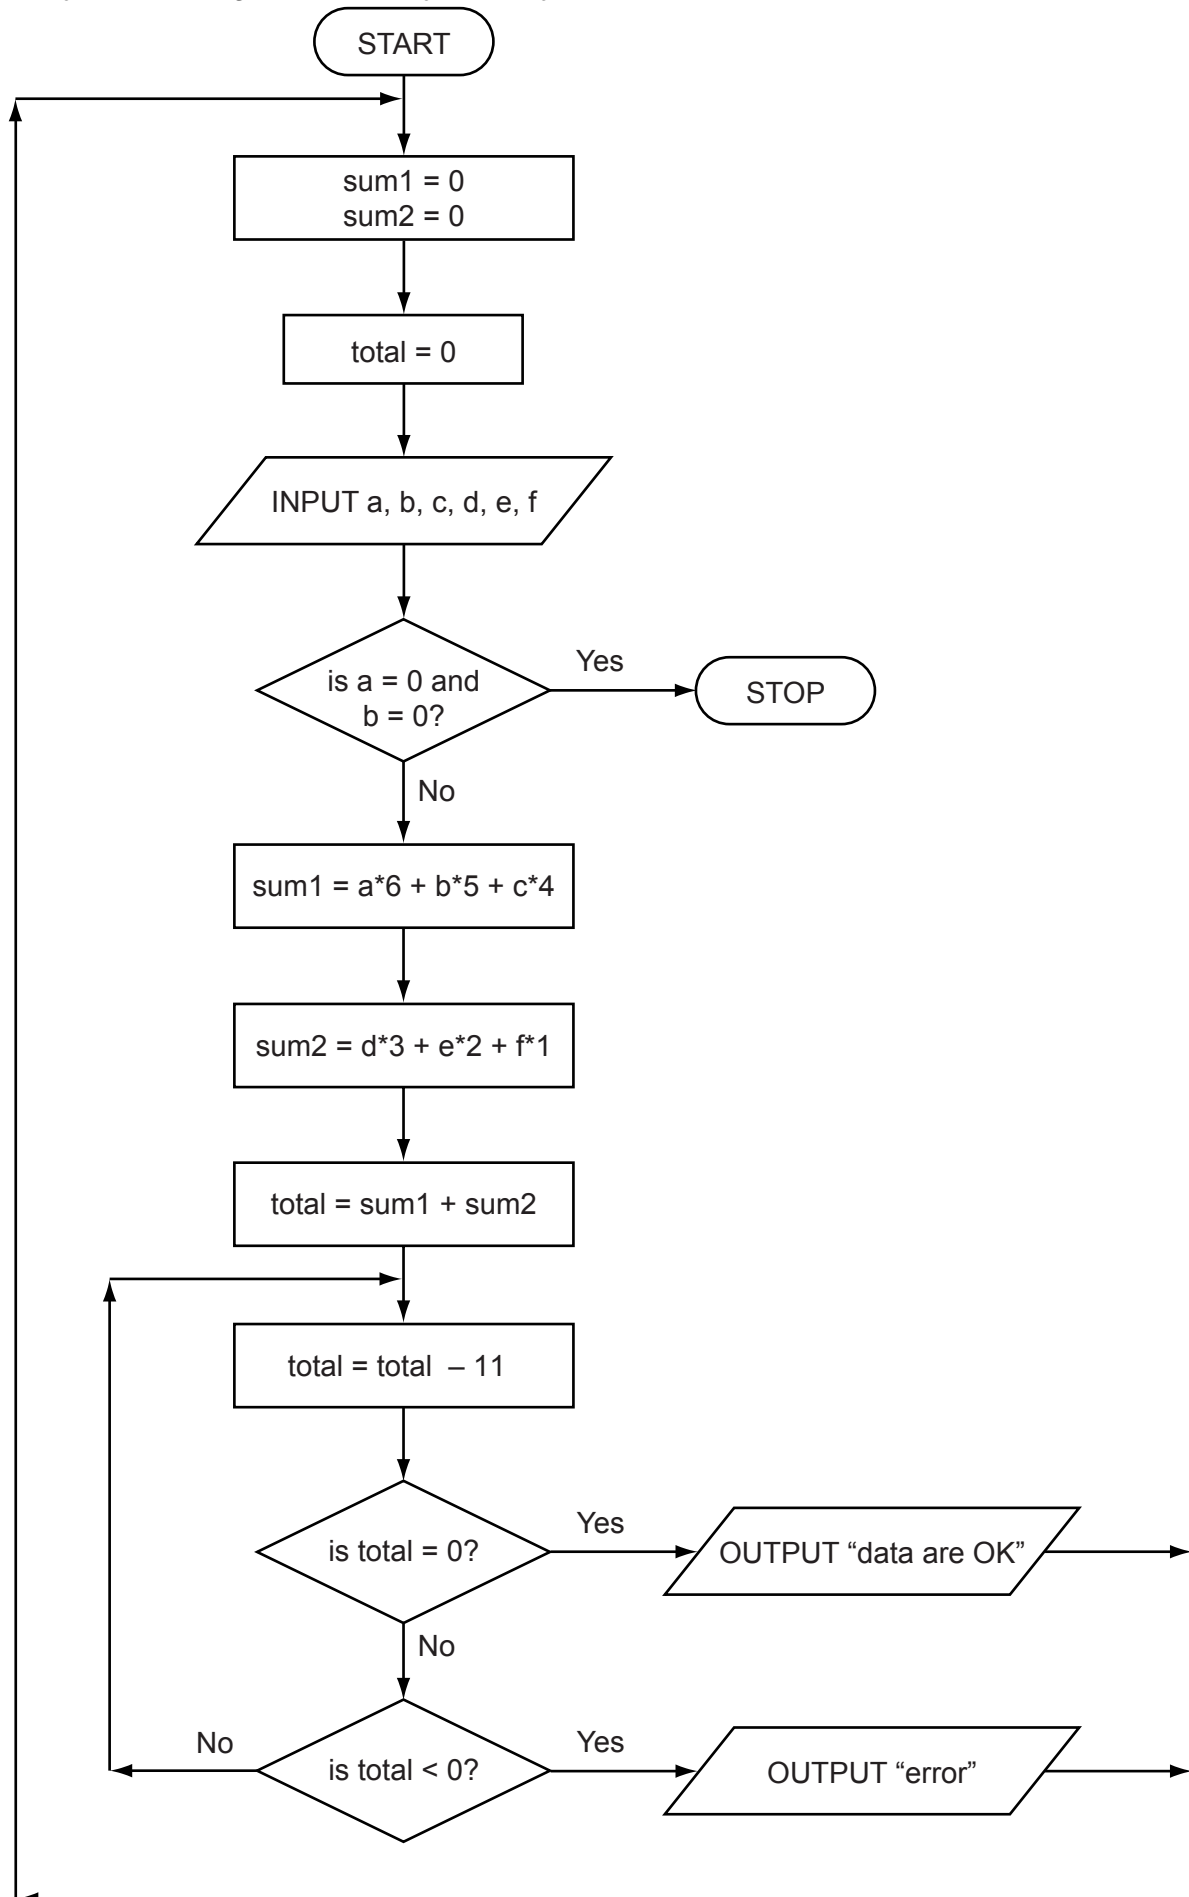 START
sum1 = 0
sum2 = 0
total = 0
INPUT a, b, c, d, e, f
is a = 0 and
b = 0?
Yes
STOP
No
sum1 = a*6 + b*5 + c*4
sum2 = d*3 + e*2 + f*1
total = sum1 + sum2
total = total – 11
is total = 0?
Yes
OUTPUT “data are OK”
No
is total < 0?
No
Yes
OUTPUT “error”